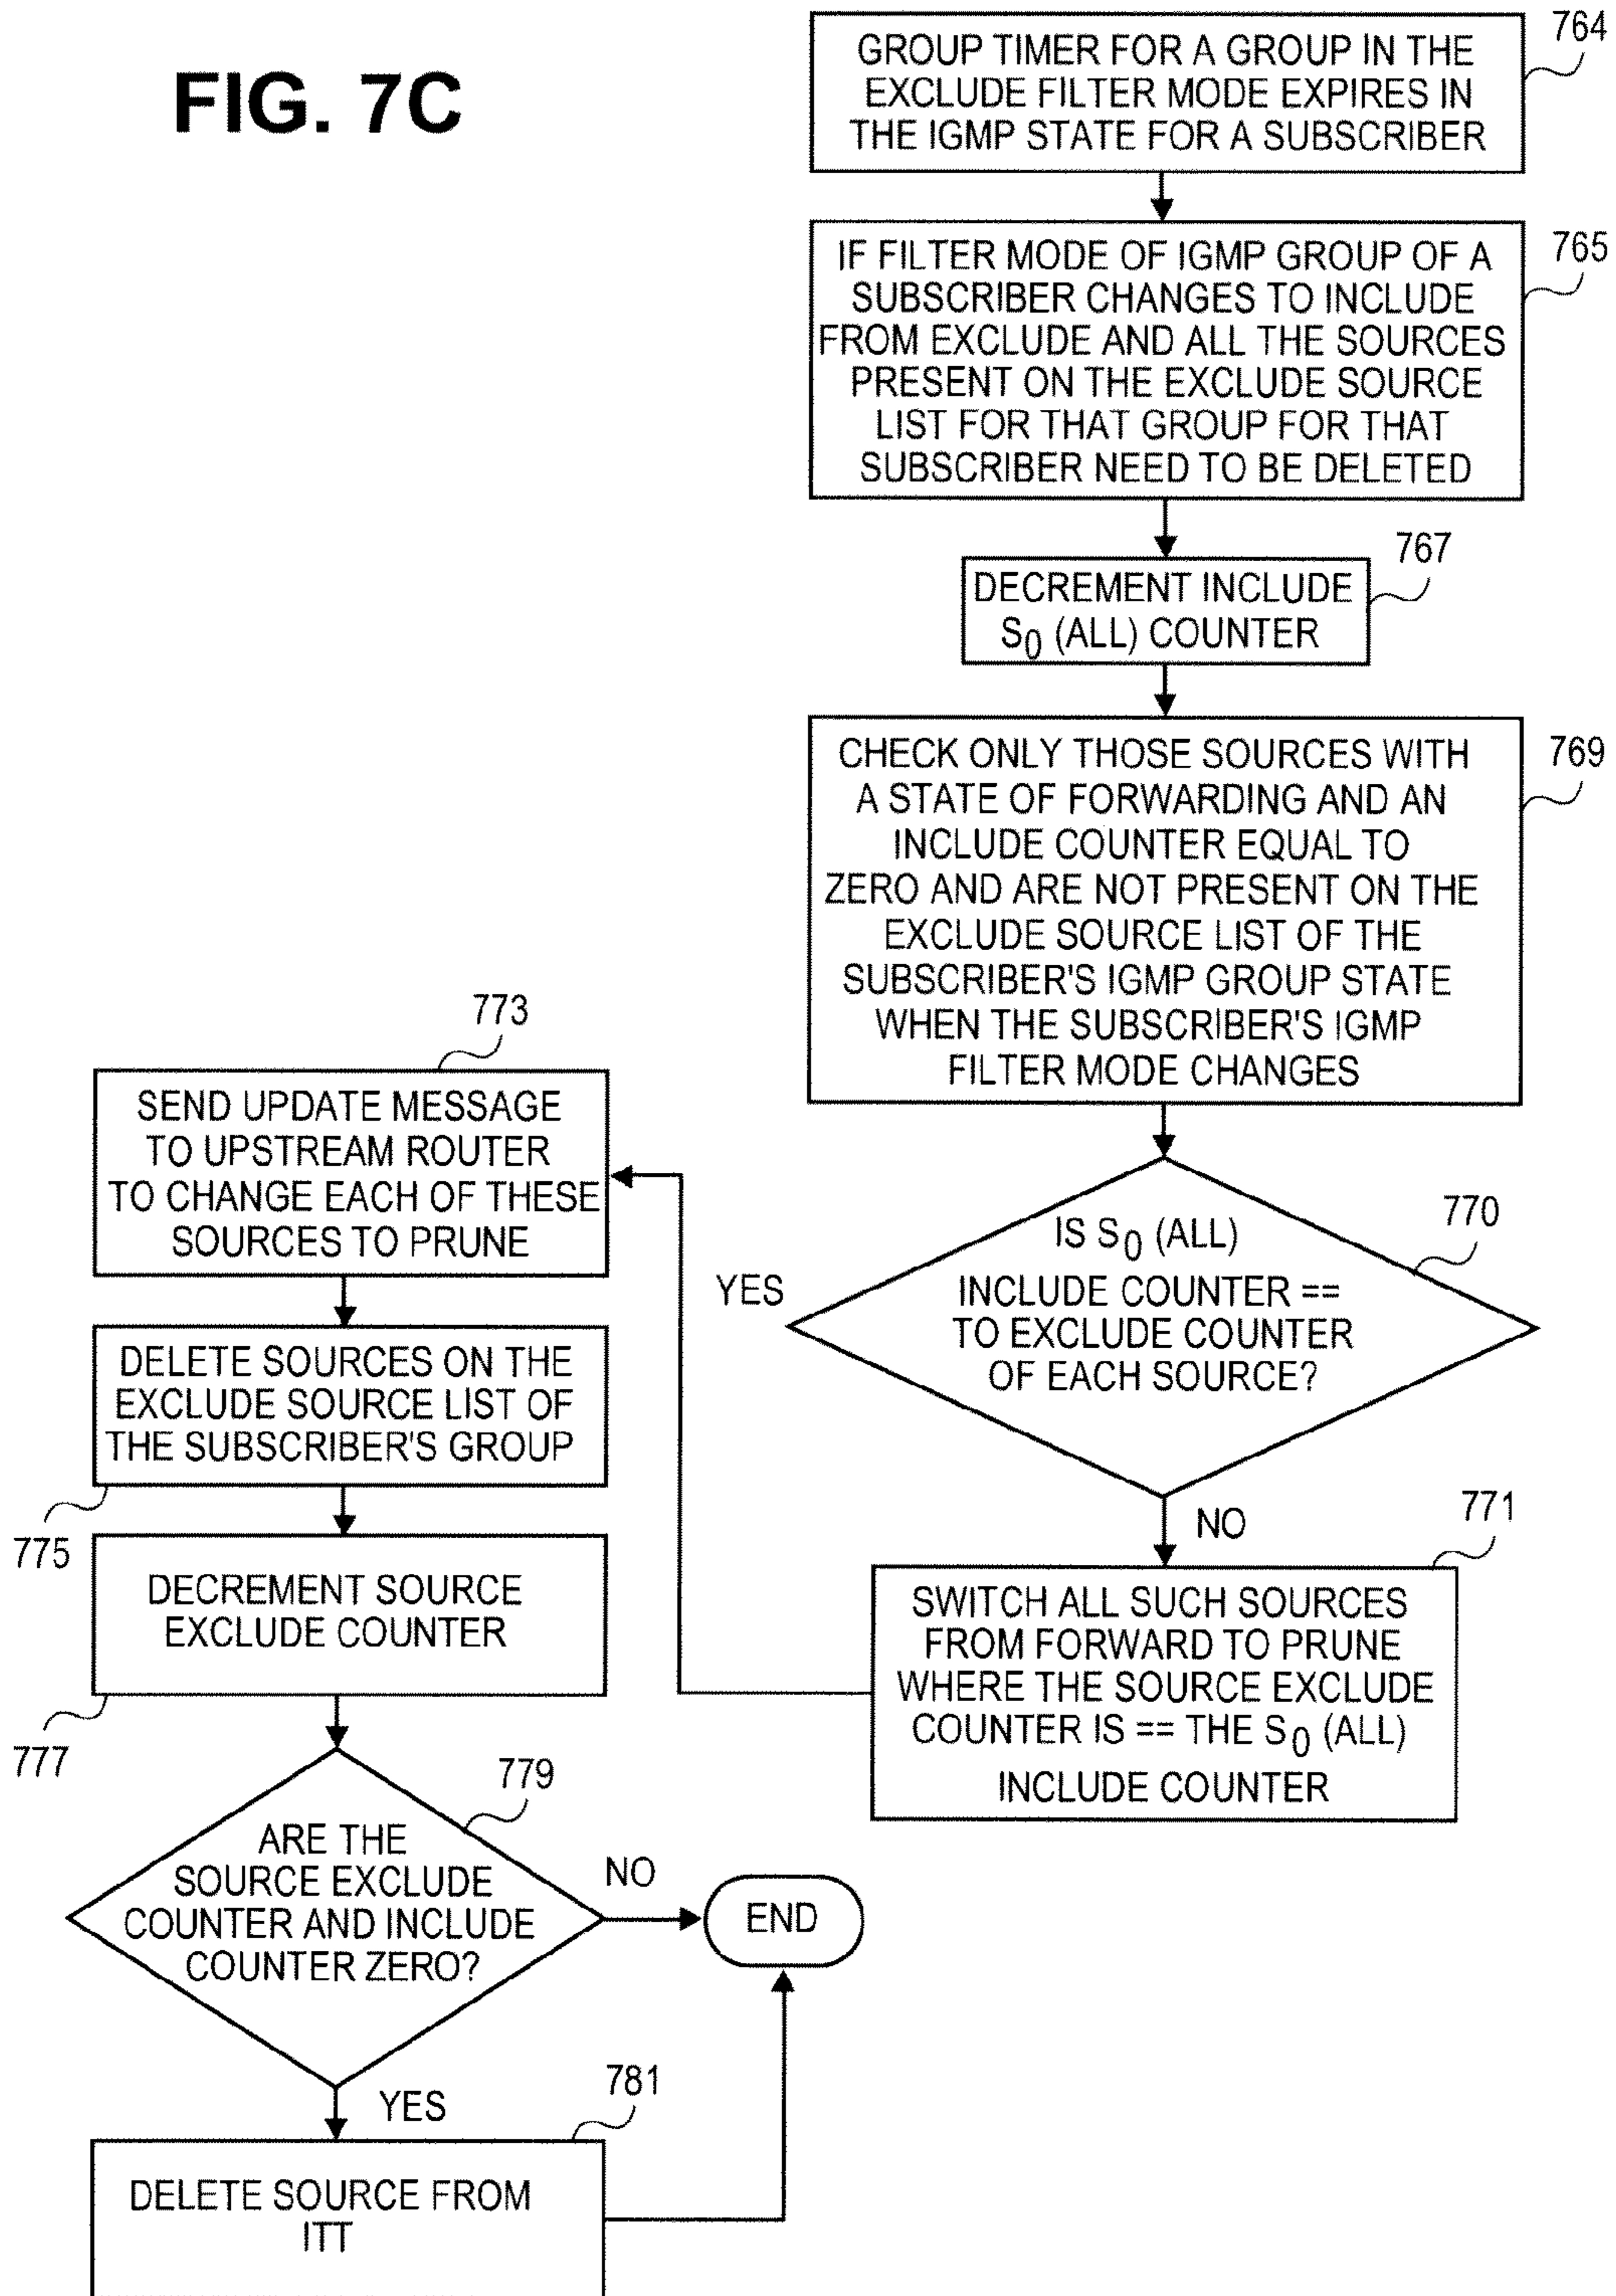 FIG. 7C
764
GROUP TIMER FOR A GROUP IN THE
EXCLUDE FILTER MODE EXPIRES IN
THE IGMP STATE FOR A SUBSCRIBER
765
IF FILTER MODE OF IGMP GROUP OF A
SUBSCRIBER CHANGES TO INCLUDE
FROM EXCLUDE AND ALL THE SOURCES
PRESENT ON THE EXCLUDE SOURCE
LIST FOR THAT GROUP FOR THAT
SUBSCRIBER NEED TO BE DELETED
767
DECREMENT INCLUDE
S0 (ALL) COUNTER
769
CHECK ONLY THOSE SOURCES WITH
A STATE OF FORWARDING AND AN
INCLUDE COUNTER EQUAL TO
ZERO AND ARE NOT PRESENT ON THE
EXCLUDE SOURCE LIST OF THE
SUBSCRIBER'S IGMP GROUP STATE
WHEN THE SUBSCRIBER'S IGMP
FILTER MODE CHANGES
770
IS S0 (ALL)
INCLUDE COUNTER ==
TO EXCLUDE COUNTER
OF EACH SOURCE?
YES
NO
771
SWITCH ALL SUCH SOURCES
FROM FORWARD TO PRUNE
WHERE THE SOURCE EXCLUDE
COUNTER IS == THE S0 (ALL)
INCLUDE COUNTER
773
SEND UPDATE MESSAGE
TO UPSTREAM ROUTER
TO CHANGE EACH OF THESE
SOURCES TO PRUNE
DELETE SOURCES ON THE
EXCLUDE SOURCE LIST OF
THE SUBSCRIBER'S GROUP
775
DECREMENT SOURCE
EXCLUDE COUNTER
777
779
ARE THE
SOURCE EXCLUDE
COUNTER AND INCLUDE
COUNTER ZERO?
NO
END
YES
781
DELETE SOURCE FROM
ITT